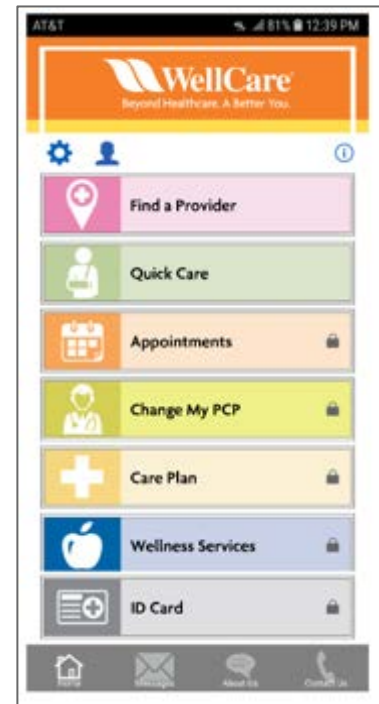 AT&T 81% 12:39 PM
WellCare
Beyond Healthcare. A Better You.
Find a Provider
Quick Care
Appointments
Change My PCP
Care Plan
Wellness Services
ID Card
Home Messages About Us Contact Us